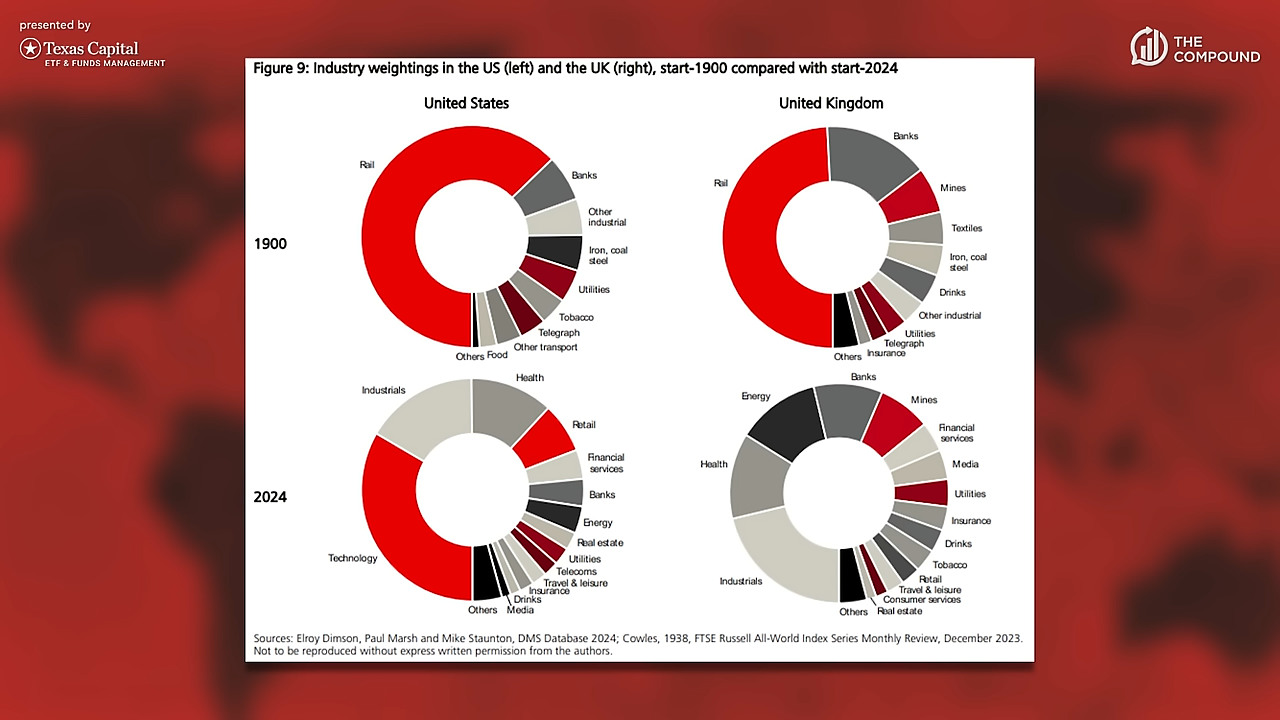 presented by
Texas Capital
ETF & FUNDS MANAGEMENT
THE
COMPOUND
Figure 9: Industry weightings in the US (left) and the UK (right), start-1900 compared with start-2024
United States
United Kingdom
1900
Rail
Banks
Other
industrial
Iron, coal
steel
Utilities
Tobacco
Telegraph
Other transport
Food
Others
Rail
Banks
Mines
Textiles
Iron, coal
steel
Drinks
Other industrial
Utilities
Telegraph
Insurance
Others
2024
Industrials
Health
Retail
Financial
services
Banks
Energy
Real estate
Utilities
Telecoms
Travel & leisure
Insurance
Drinks
Media
Others
Technology
Energy
Banks
Mines
Financial
services
Media
Utilities
Insurance
Drinks
Tobacco
Retail
Travel & leisure
Consumer services
Real estate
Others
Industrials
Health
Sources: Elroy Dimson, Paul Marsh and Mike Staunton, DMS Database 2024; Cowles, 1938, FTSE Russell All-World Index Series Monthly Review, December 2023.
Not to be reproduced without express written permission from the authors.